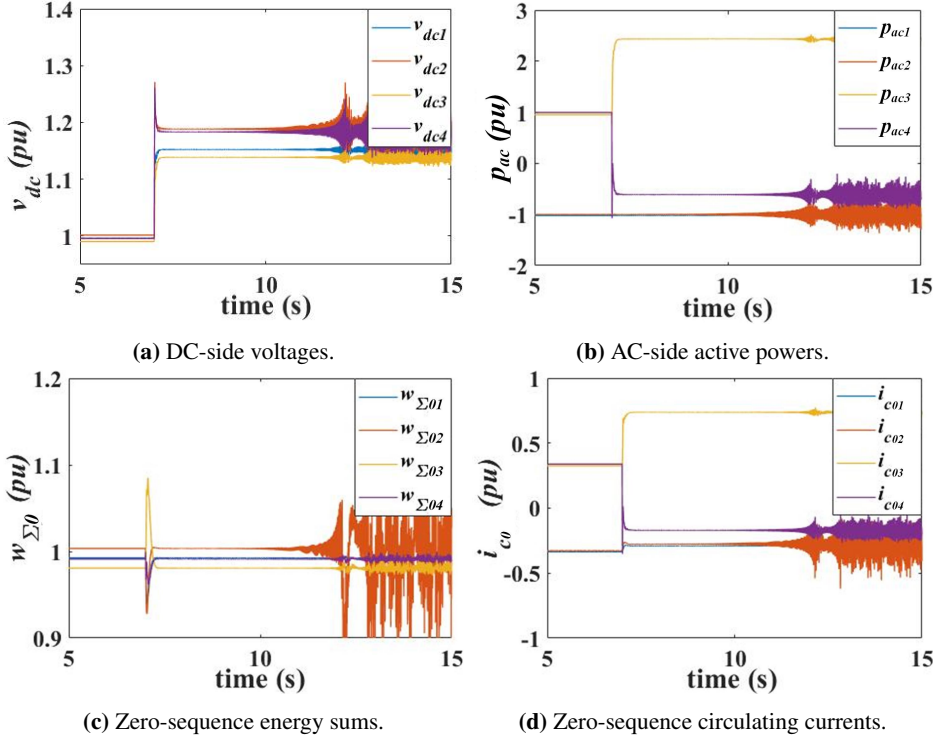 1.4
1.3
1.2
1.1
1
v_dc (pu)
v_dc1
v_dc2
v_dc3
v_dc4
5
10
15
time (s)
(a) DC-side voltages.
3
2
1
0
-1
-2
p_ac (pu)
p_ac1
p_ac2
p_ac3
p_ac4
5
10
15
time (s)
(b) AC-side active powers.
1.2
1.1
1
0.9
w_Σ0 (pu)
w_Σ01
w_Σ02
w_Σ03
w_Σ04
5
10
15
time (s)
(c) Zero-sequence energy sums.
1
0.5
0
-0.5
-1
i_c0 (pu)
i_c01
i_c02
i_c03
i_c04
5
10
15
time (s)
(d) Zero-sequence circulating currents.